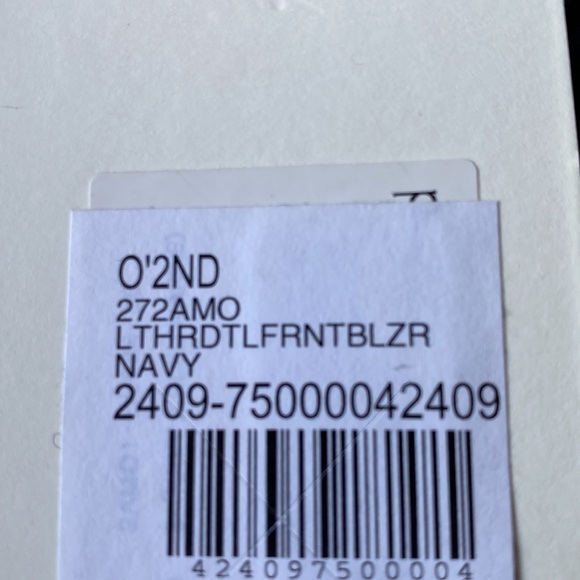 O'2ND
272AMO
LTHRDTLFRNTBLZR
NAVY
2409-75000042409
424097500004